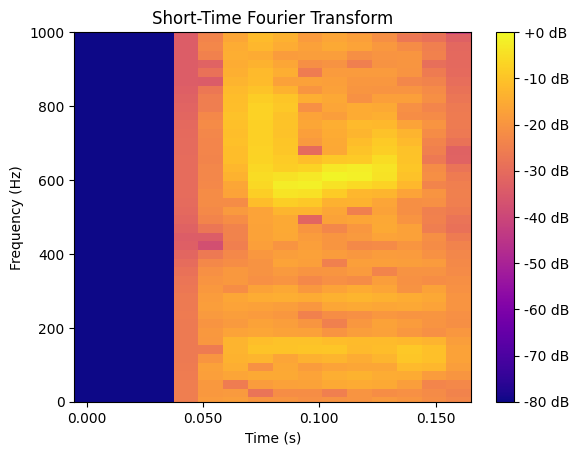 Short-Time Fourier Transform
1000
800
600
400
200
0
Frequency (Hz)
0.000
0.050
0.100
0.150
Time (s)
+0 dB
-10 dB
-20 dB
-30 dB
-40 dB
-50 dB
-60 dB
-70 dB
-80 dB